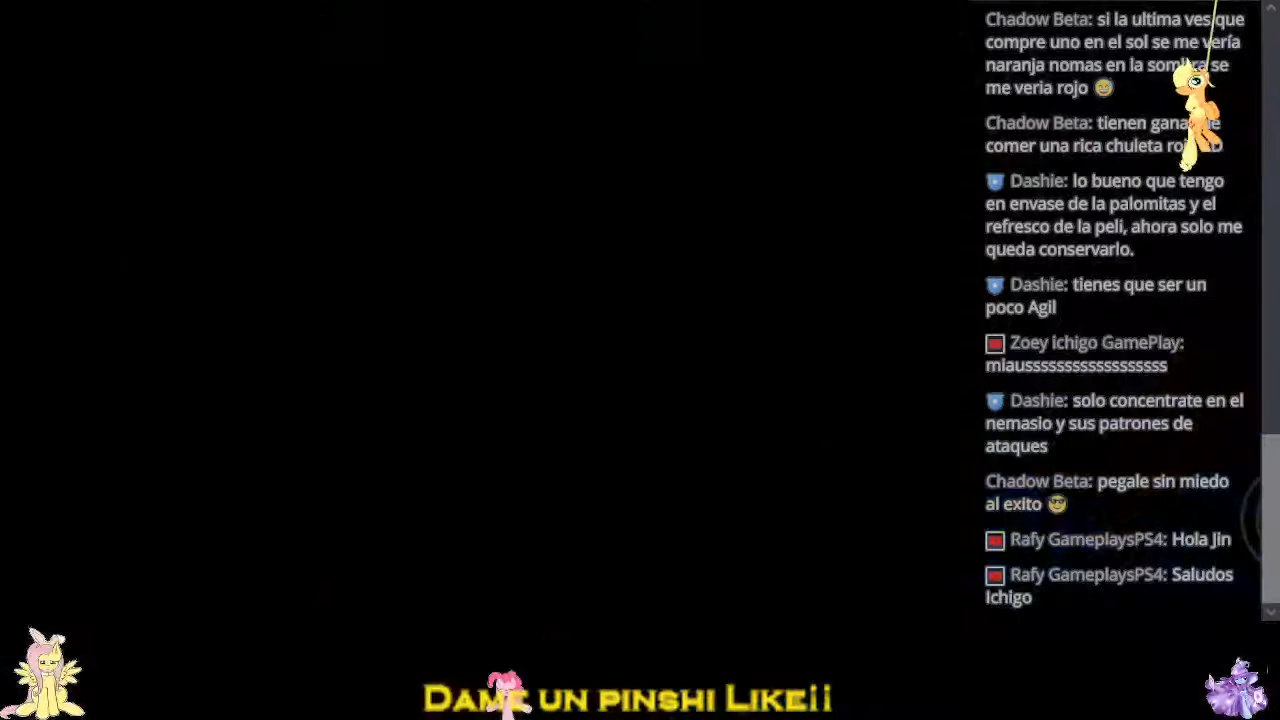 Chadow Beta: si la ultima ves que
compre uno en el sol se me vería
naranja nomas en la sombra se
me veria rojo
Chadow Beta: tienen
comer una rica chuleta
Dashie: lo bueno que tengo
en envase de la palomitas y el
refresco de la peli, ahora solo me
queda conservarlo.
Dashie: tienes que ser un
poco Agil
Zoey ichigo GamePlay:
miaussssssssssssssssss
Dashie: solo concentrate en el
nemasio y sus patrones de
ataques
Chadow Beta: pegale sin miedo
al exito
Rafy GameplaysPS4: Hola Jin
Rafy GameplaysPS4: Saludos
Ichigo
Dame un pinshi Like¡¡